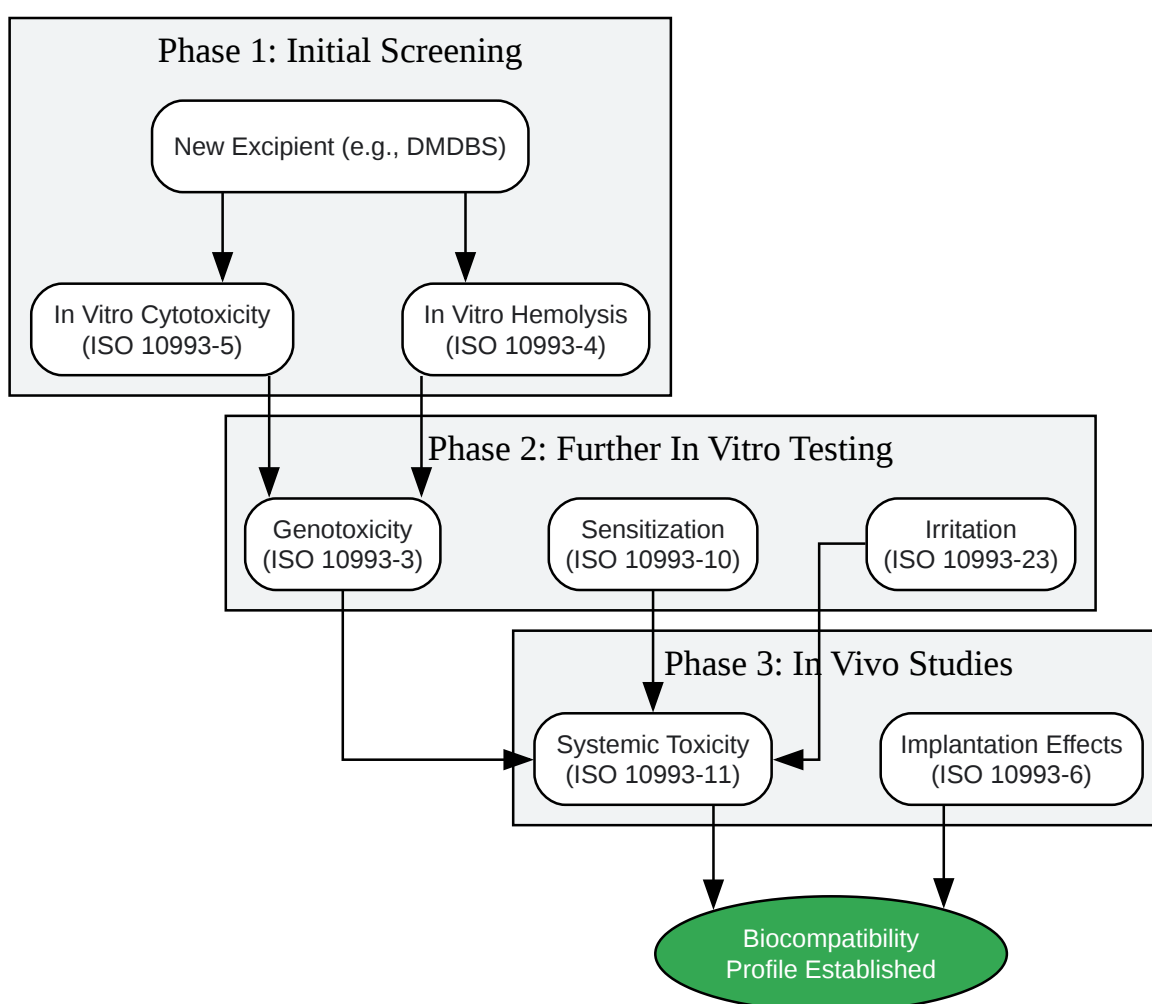 Phase 1: Initial Screening
New Excipient (e.g., DMDBS)
In Vitro Cytotoxicity
(ISO 10993-5)
In Vitro Hemolysis
(ISO 10993-4)
Phase 2: Further In Vitro Testing
Genotoxicity
(ISO 10993-3)
Sensitization
(ISO 10993-10)
Irritation
(ISO 10993-23)
Phase 3: In Vivo Studies
Systemic Toxicity
(ISO 10993-11)
Implantation Effects
(ISO 10993-6)
Biocompatibility
Profile Established